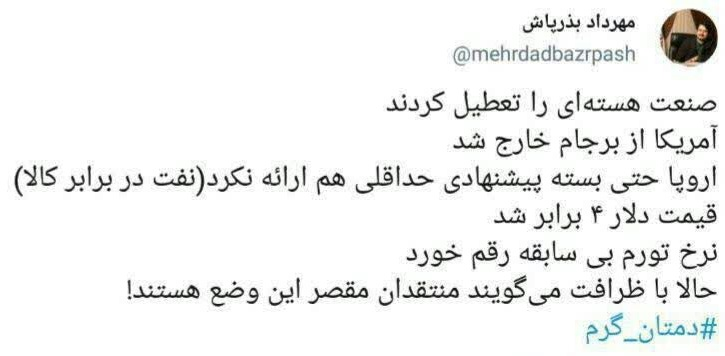 مهرداد بذرپاش
@mehrdadbazrpash
صنعت هسته‌ای را تعطیل کردند
آمریکا از برجام خارج شد
اروپا حتی بسته پیشنهادی حداقلی هم ارائه نکرد(نفت در برابر کالا)
قیمت دلار ۴ برابر شد
نرخ تورم بی سابقه رقم خورد
حالا با ظرافت می‌گویند منتقدان مقصر این وضع هستند!
#دمتان_گرم